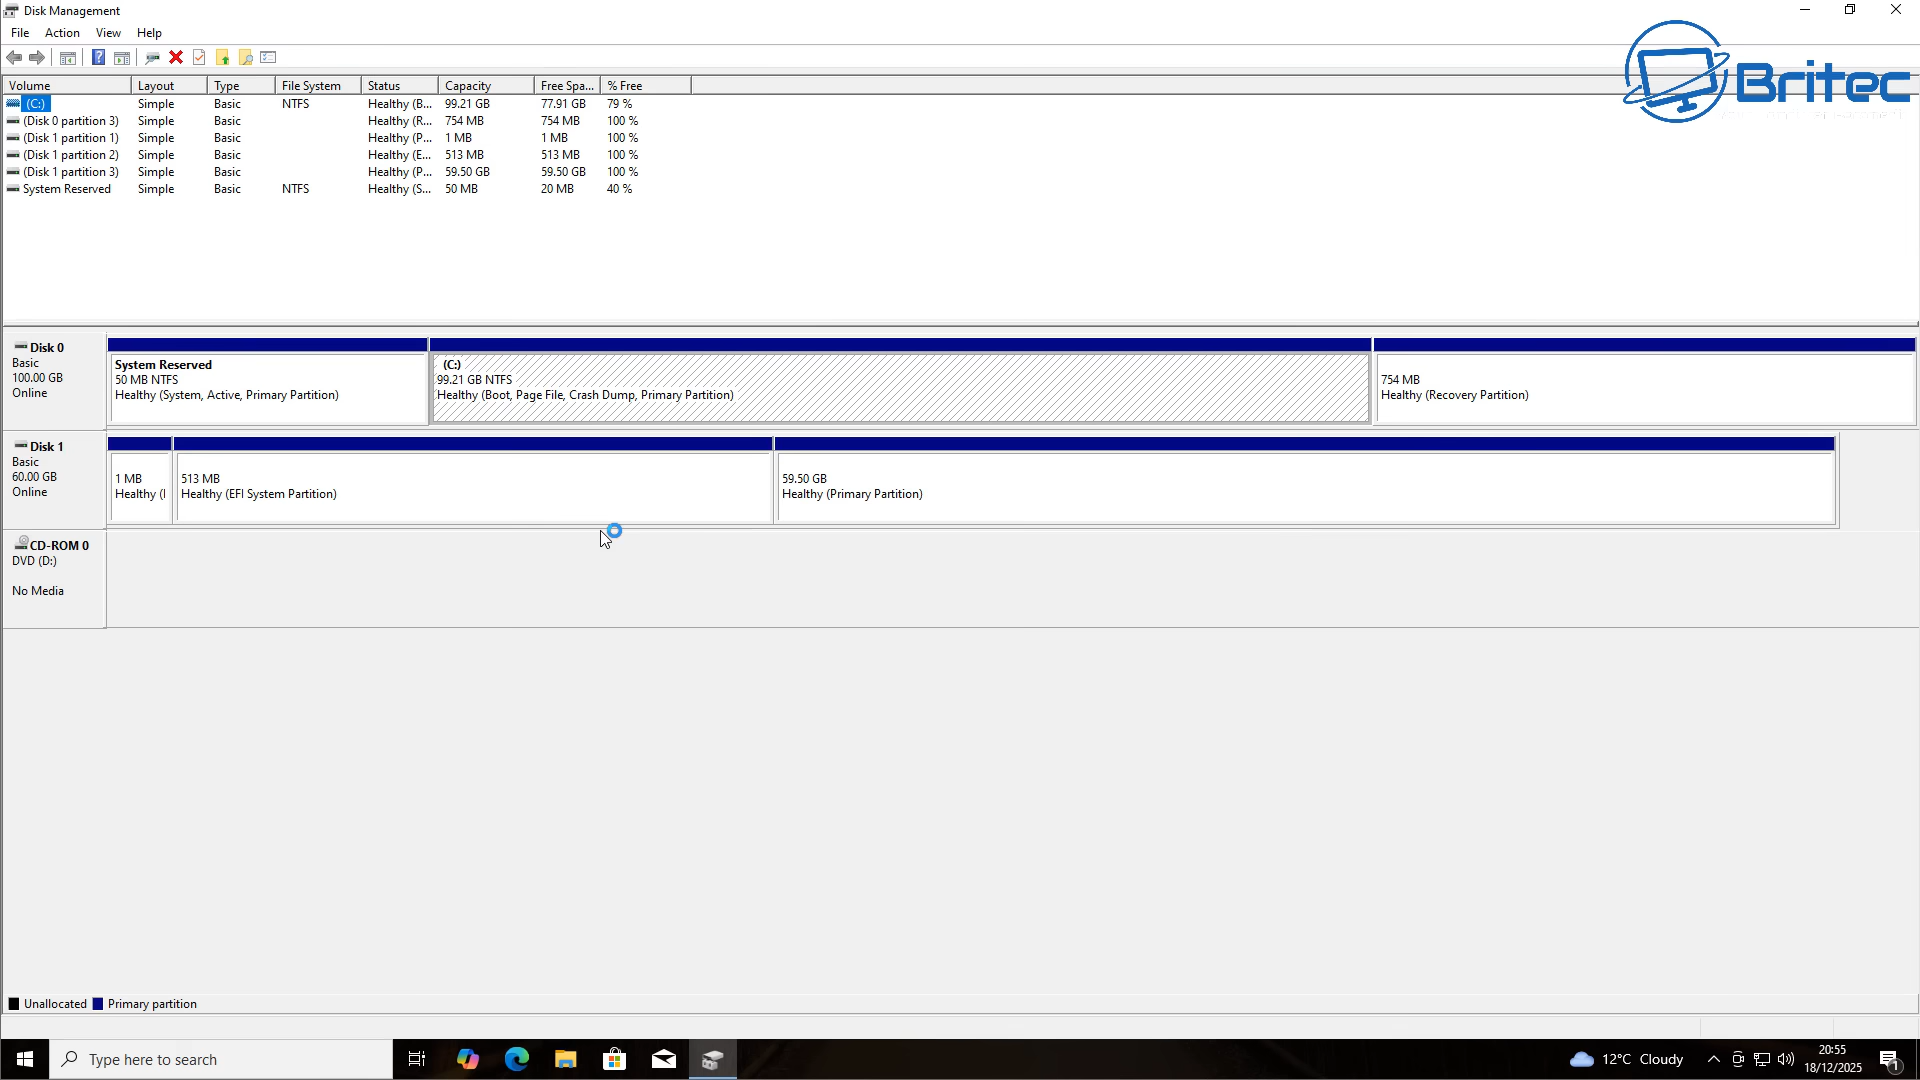 Disk Management
File Action View Help
Volume Layout Type File System Status Capacity Free Spa... % Free
(C:) Simple Basic NTFS Healthy (B... 99.21 GB 77.91 GB 79 %
(Disk 0 partition 3) Simple Basic Healthy (R... 754 MB 754 MB 100 %
(Disk 1 partition 1) Simple Basic Healthy (P... 1 MB 1 MB 100 %
(Disk 1 partition 2) Simple Basic Healthy (E... 513 MB 513 MB 100 %
(Disk 1 partition 3) Simple Basic Healthy (P... 59.50 GB 59.50 GB 100 %
System Reserved Simple Basic NTFS Healthy (S... 50 MB 20 MB 40 %
Britec
Disk 0
Basic
100.00 GB
Online
System Reserved
50 MB NTFS
Healthy (System, Active, Primary Partition)
(C:)
99.21 GB NTFS
Healthy (Boot, Page File, Crash Dump, Primary Partition)
754 MB
Healthy (Recovery Partition)
Disk 1
Basic
60.00 GB
Online
1 MB
Healthy (
513 MB
Healthy (EFI System Partition)
59.50 GB
Healthy (Primary Partition)
CD-ROM 0
DVD (D:)
No Media
Unallocated Primary partition
Type here to search
12°C Cloudy
20:55
18/12/2025
1